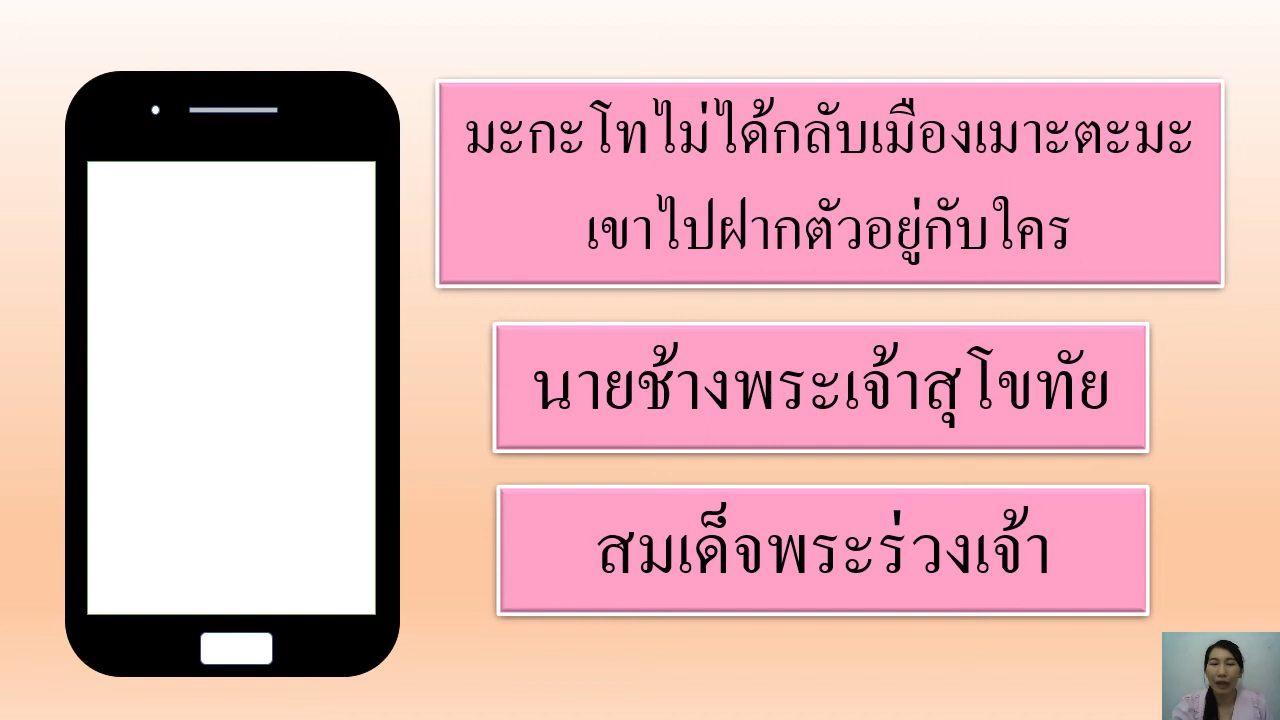 มะกะโทไม่ได้กลับเมืองเมาะตะมะ
เขาไปฝากตัวอยู่กับใคร
นายช้างพระเจ้าสุโขทัย
สมเด็จพระร่วงเจ้า